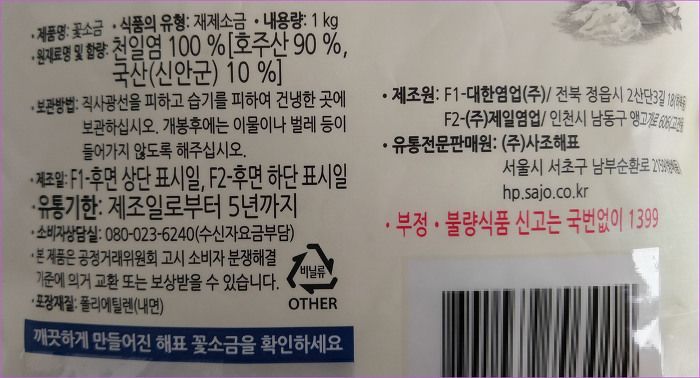 ·제품명: 꽃소금 ·식품의 유형: 재제소금 ·내용량: 1 kg
·원재료명 및 함량: 천일염 100 %[호주산 90 %,
국산(신안군) 10 %]
·보관방법: 직사광선을 피하고 습기를 피하여 건냉한 곳에
보관하십시오. 개봉후에는 이물이나 벌레 등이
들어가지 않도록 해주십시오.
·제조일: F1-후면 상단 표시일, F2-후면 하단 표시일
·유통기한: 제조일로부터 5년까지
·소비자상담실: 080-023-6240(수신자요금부담)
·본 제품은 공정거래위원회 고시 소비자 분쟁해결
기준에 의거 교환 또는 보상받을 수 있습니다.
·포장재질: 폴리에틸렌(내면)
비닐류
OTHER
깨끗하게 만들어진 해표 꽃소금을 확인하세요
·제조원: F1-대한염업(주)/ 전북 정읍시 2산단3길
F2-(주)제일염업/ 인천시 남동구 앵고개로
·유통전문판매원: (주)사조해표
서울시 서초구 남부순환로
hp.sajo.co.kr
·부정·불량식품 신고는 국번없이 1399